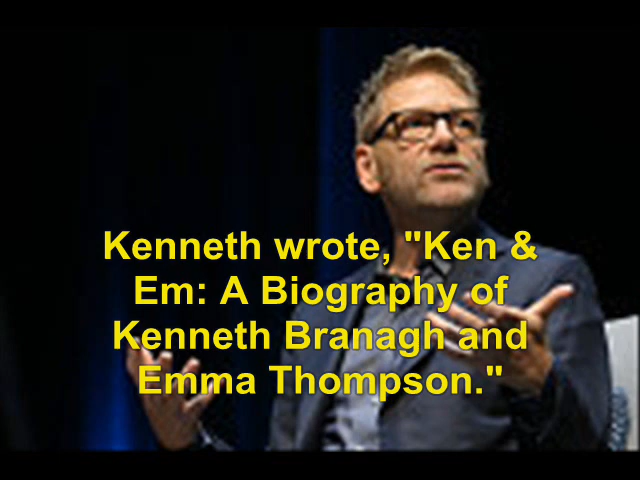 Kenneth wrote, "Ken &
Em: A Biography of
Kenneth Branagh and
Emma Thompson."